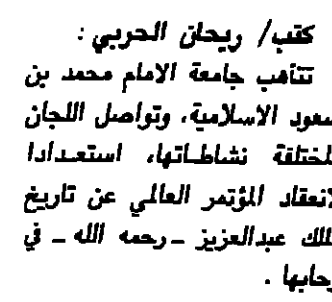 كتب/ ريحان الحربي :
تتأهب جامعة الامام محمد بن
سعود الاسلامية، وتواصل اللجان
المختلفة نشاطاتها، استعدادا
لانعقاد المؤتمر العالمي عن تاريخ
الملك عبدالعزيز ـ رحمه الله ـ في
رحابها .